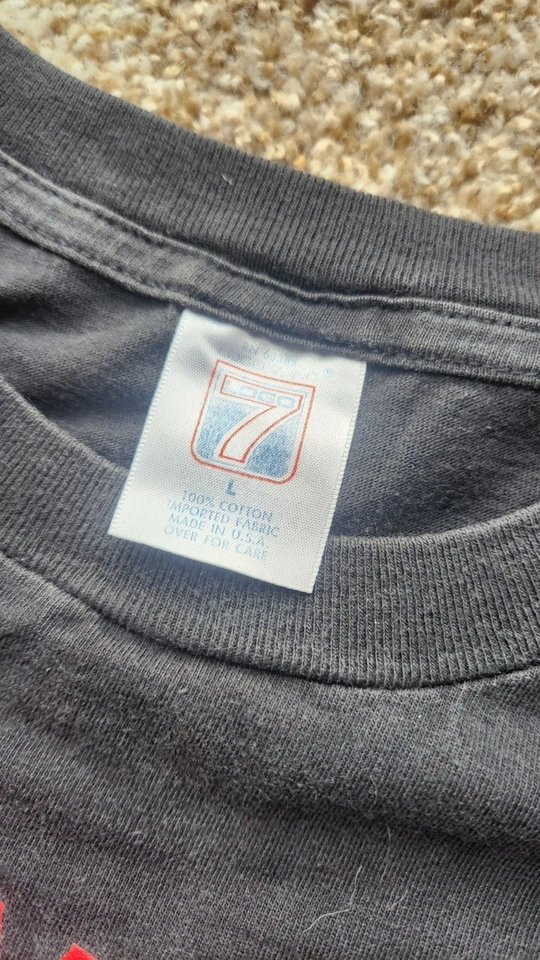 LOGO
7
L
100% COTTON
IMPORTED FABRIC
MADE IN U.S.A
OVER FOR CARE